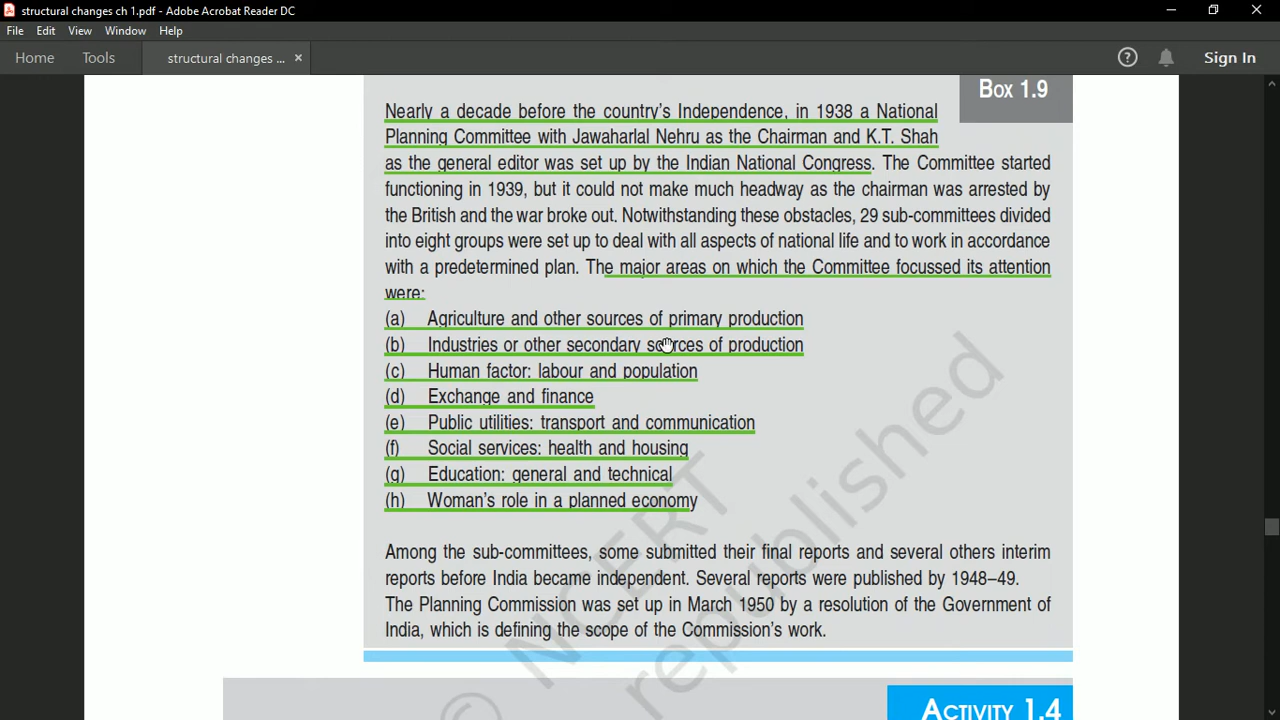 structural changes ch 1.pdf - Adobe Acrobat Reader DC
File Edit View Window Help
Home Tools structural changes ... × Sign In
BOX 1.9
Nearly a decade before the country's Independence, in 1938 a National
Planning Committee with Jawaharlal Nehru as the Chairman and K.T. Shah
as the general editor was set up by the Indian National Congress. The Committee started
functioning in 1939, but it could not make much headway as the chairman was arrested by
the British and the war broke out. Notwithstanding these obstacles, 29 sub-committees divided
into eight groups were set up to deal with all aspects of national life and to work in accordance
with a predetermined plan. The major areas on which the Committee focussed its attention
were:
(a) Agriculture and other sources of primary production
(b) Industries or other secondary sources of production
(c) Human factor: labour and population
(d) Exchange and finance
(e) Public utilities: transport and communication
(f) Social services: health and housing
(g) Education: general and technical
(h) Woman's role in a planned economy
Among the sub-committees, some submitted their final reports and several others interim
reports before India became independent. Several reports were published by 1948–49.
The Planning Commission was set up in March 1950 by a resolution of the Government of
India, which is defining the scope of the Commission's work.
© NCERT
republished
ACTIVITY 1.4